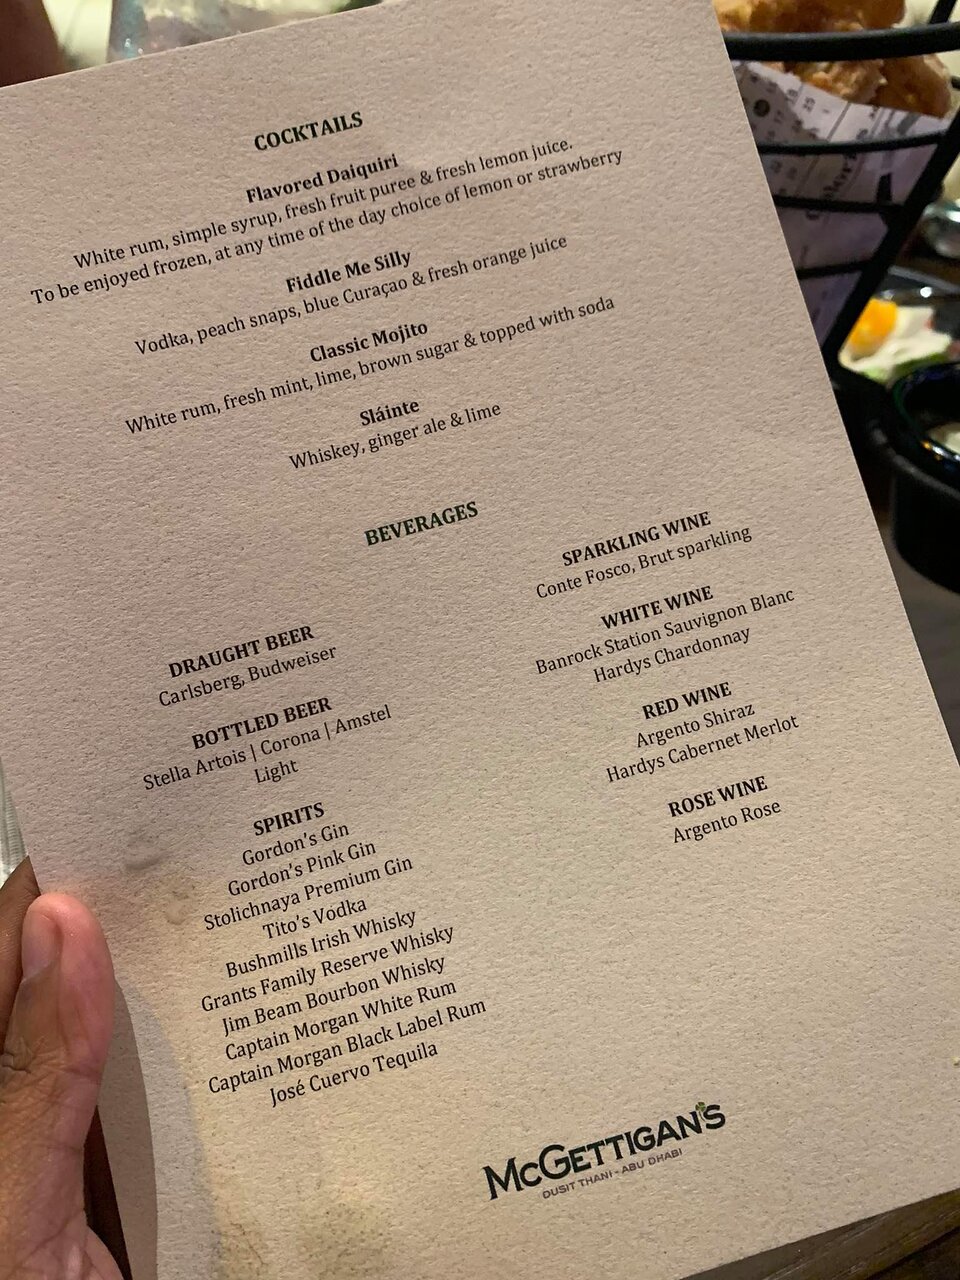 COCKTAILS
Flavored Daiquiri
White rum, simple syrup, fresh fruit puree & fresh lemon juice.
To be enjoyed frozen, at any time of the day choice of lemon or strawberry
Fiddle Me Silly
Vodka, peach snaps, blue Curaçao & fresh orange juice
Classic Mojito
White rum, fresh mint, lime, brown sugar & topped with soda
Sláinte
Whiskey, ginger ale & lime
BEVERAGES
DRAUGHT BEER
Carlsberg, Budweiser
BOTTLED BEER
Stella Artois | Corona | Amstel
Light
SPIRITS
Gordon's Gin
Gordon's Pink Gin
Stolichnaya Premium Gin
Tito's Vodka
Bushmills Irish Whisky
Grants Family Reserve Whisky
Jim Beam Bourbon Whisky
Captain Morgan White Rum
Captain Morgan Black Label Rum
José Cuervo Tequila
SPARKLING WINE
Conte Fosco, Brut sparkling
WHITE WINE
Banrock Station Sauvignon Blanc
Hardys Chardonnay
RED WINE
Argento Shiraz
Hardys Cabernet Merlot
ROSE WINE
Argento Rose
McGETTIGAN'S
DUSIT THANI - ABU DHABI